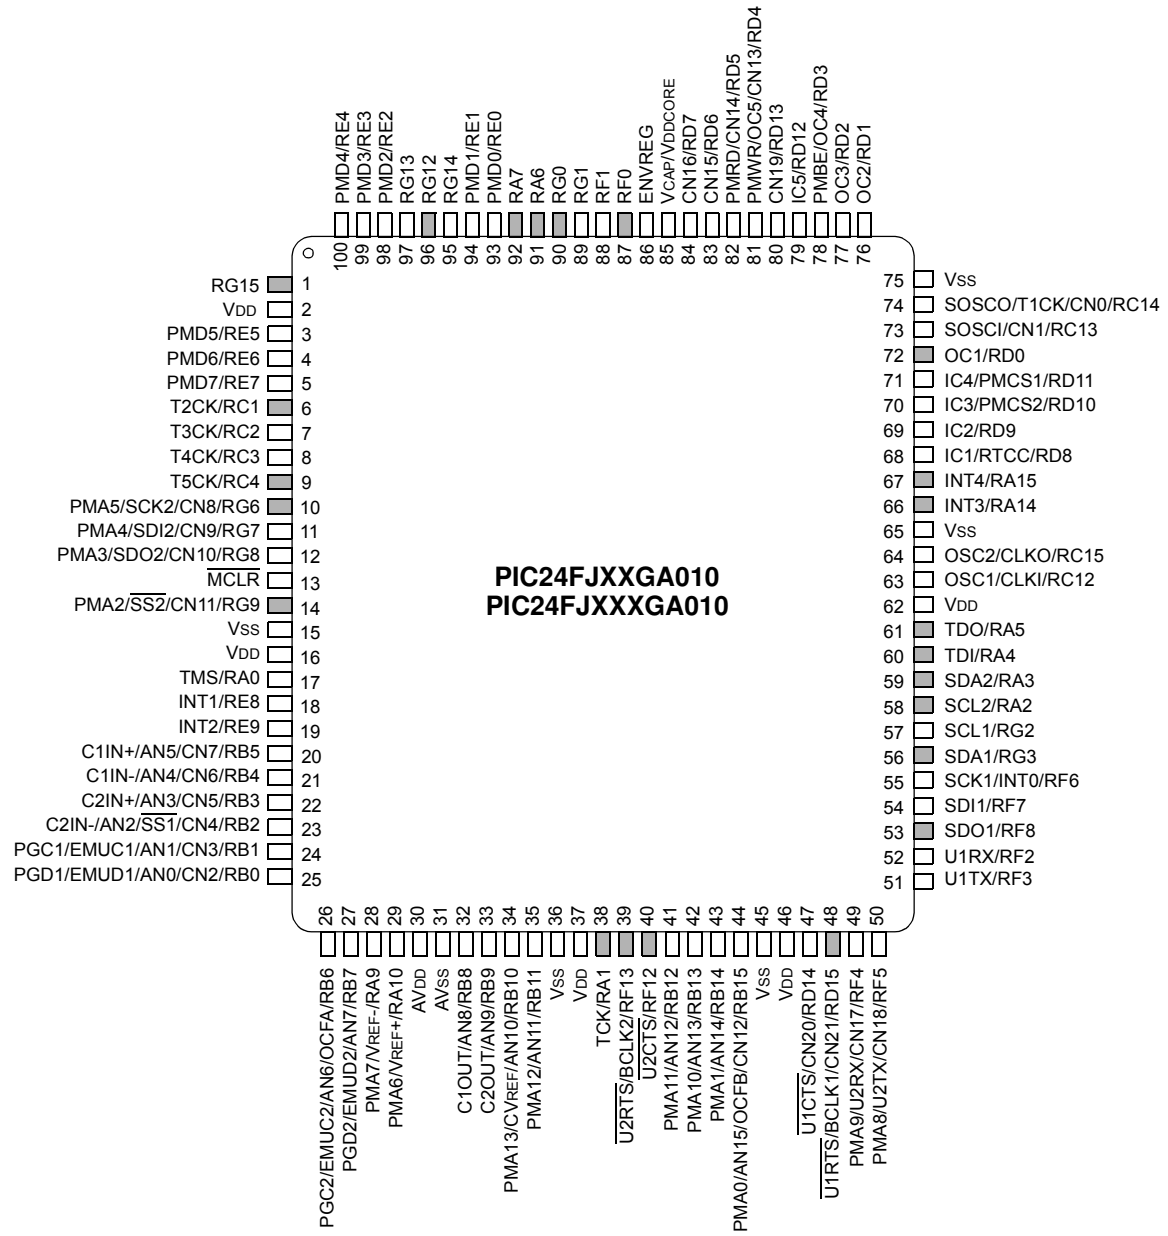 PMD4/RE4
PMD3/RE3
PMD2/RE2
RG13
RG12
RG14
PMD1/RE1
PMD0/RE0
RA7
RA6
RG0
RG1
RF1
RF0
ENVREG
VCAP/VDDCORE
CN16/RD7
CN15/RD6
PMRD/CN14/RD5
PMWR/OC5/CN13/RD4
CN19/RD13
IC5/RD12
PMBE/OC4/RD3
OC3/RD2
OC2/RD1
100
99
98
97
96
95
94
93
92
91
90
89
88
87
86
85
84
83
82
81
80
79
78
77
76
RG15 1
VDD 2
PMD5/RE5 3
PMD6/RE6 4
PMD7/RE7 5
T2CK/RC1 6
T3CK/RC2 7
T4CK/RC3 8
T5CK/RC4 9
PMA5/SCK2/CN8/RG6 10
PMA4/SDI2/CN9/RG7 11
PMA3/SDO2/CN10/RG8 12
MCLR 13
PMA2/SS2/CN11/RG9 14
VSS 15
VDD 16
TMS/RA0 17
INT1/RE8 18
INT2/RE9 19
C1IN+/AN5/CN7/RB5 20
C1IN-/AN4/CN6/RB4 21
C2IN+/AN3/CN5/RB3 22
C2IN-/AN2/SS1/CN4/RB2 23
PGC1/EMUC1/AN1/CN3/RB1 24
PGD1/EMUD1/AN0/CN2/RB0 25
PIC24FJXXGA010
PIC24FJXXXGA010
75 VSS
74 SOSCO/T1CK/CN0/RC14
73 SOSCI/CN1/RC13
72 OC1/RD0
71 IC4/PMCS1/RD11
70 IC3/PMCS2/RD10
69 IC2/RD9
68 IC1/RTCC/RD8
67 INT4/RA15
66 INT3/RA14
65 VSS
64 OSC2/CLKO/RC15
63 OSC1/CLKI/RC12
62 VDD
61 TDO/RA5
60 TDI/RA4
59 SDA2/RA3
58 SCL2/RA2
57 SCL1/RG2
56 SDA1/RG3
55 SCK1/INT0/RF6
54 SDI1/RF7
53 SDO1/RF8
52 U1RX/RF2
51 U1TX/RF3
26
27
28
29
30
31
32
33
34
35
36
37
38
39
40
41
42
43
44
45
46
47
48
49
50
PGC2/EMUC2/AN6/OCFA/RB6
PGD2/EMUD2/AN7/RB7
PMA7/VREF-/RA9
PMA6/VREF+/RA10
AVDD
AVSS
C1OUT/AN8/RB8
C2OUT/AN9/RB9
PMA13/CVREF/AN10/RB10
PMA12/AN11/RB11
VSS
VDD
TCK/RA1
U2RTS/BCLK2/RF13
U2CTS/RF12
PMA11/AN12/RB12
PMA10/AN13/RB13
PMA1/AN14/RB14
PMA0/AN15/OCFB/CN12/RB15
VSS
VDD
U1CTS/CN20/RD14
U1RTS/BCLK1/CN21/RD15
PMA9/U2RX/CN17/RF4
PMA8/U2TX/CN18/RF5